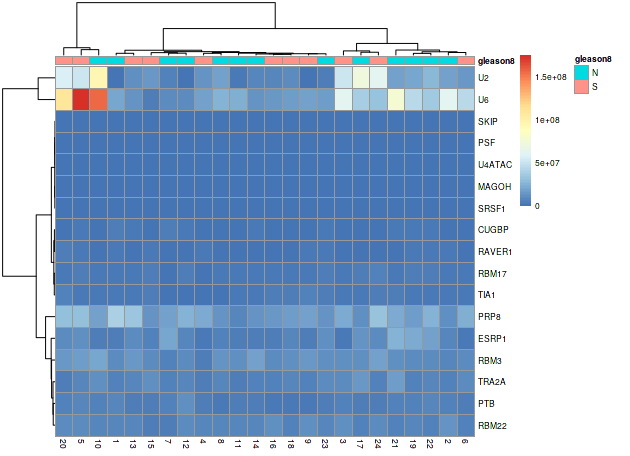 gleason8
gleason8
N
S
1.5e+08
1e+08
5e+07
0
U2
U6
SKIP
PSF
U4ATAC
MAGOH
SRSF1
CUGBP
RAVER1
RBM17
TIA1
PRP8
ESRP1
RBM3
TRA2A
PTB
RBM22
20 5 10 1 13 15 7 12 4 8 11 14 16 18 9 23 3 17 24 21 19 22 2 6